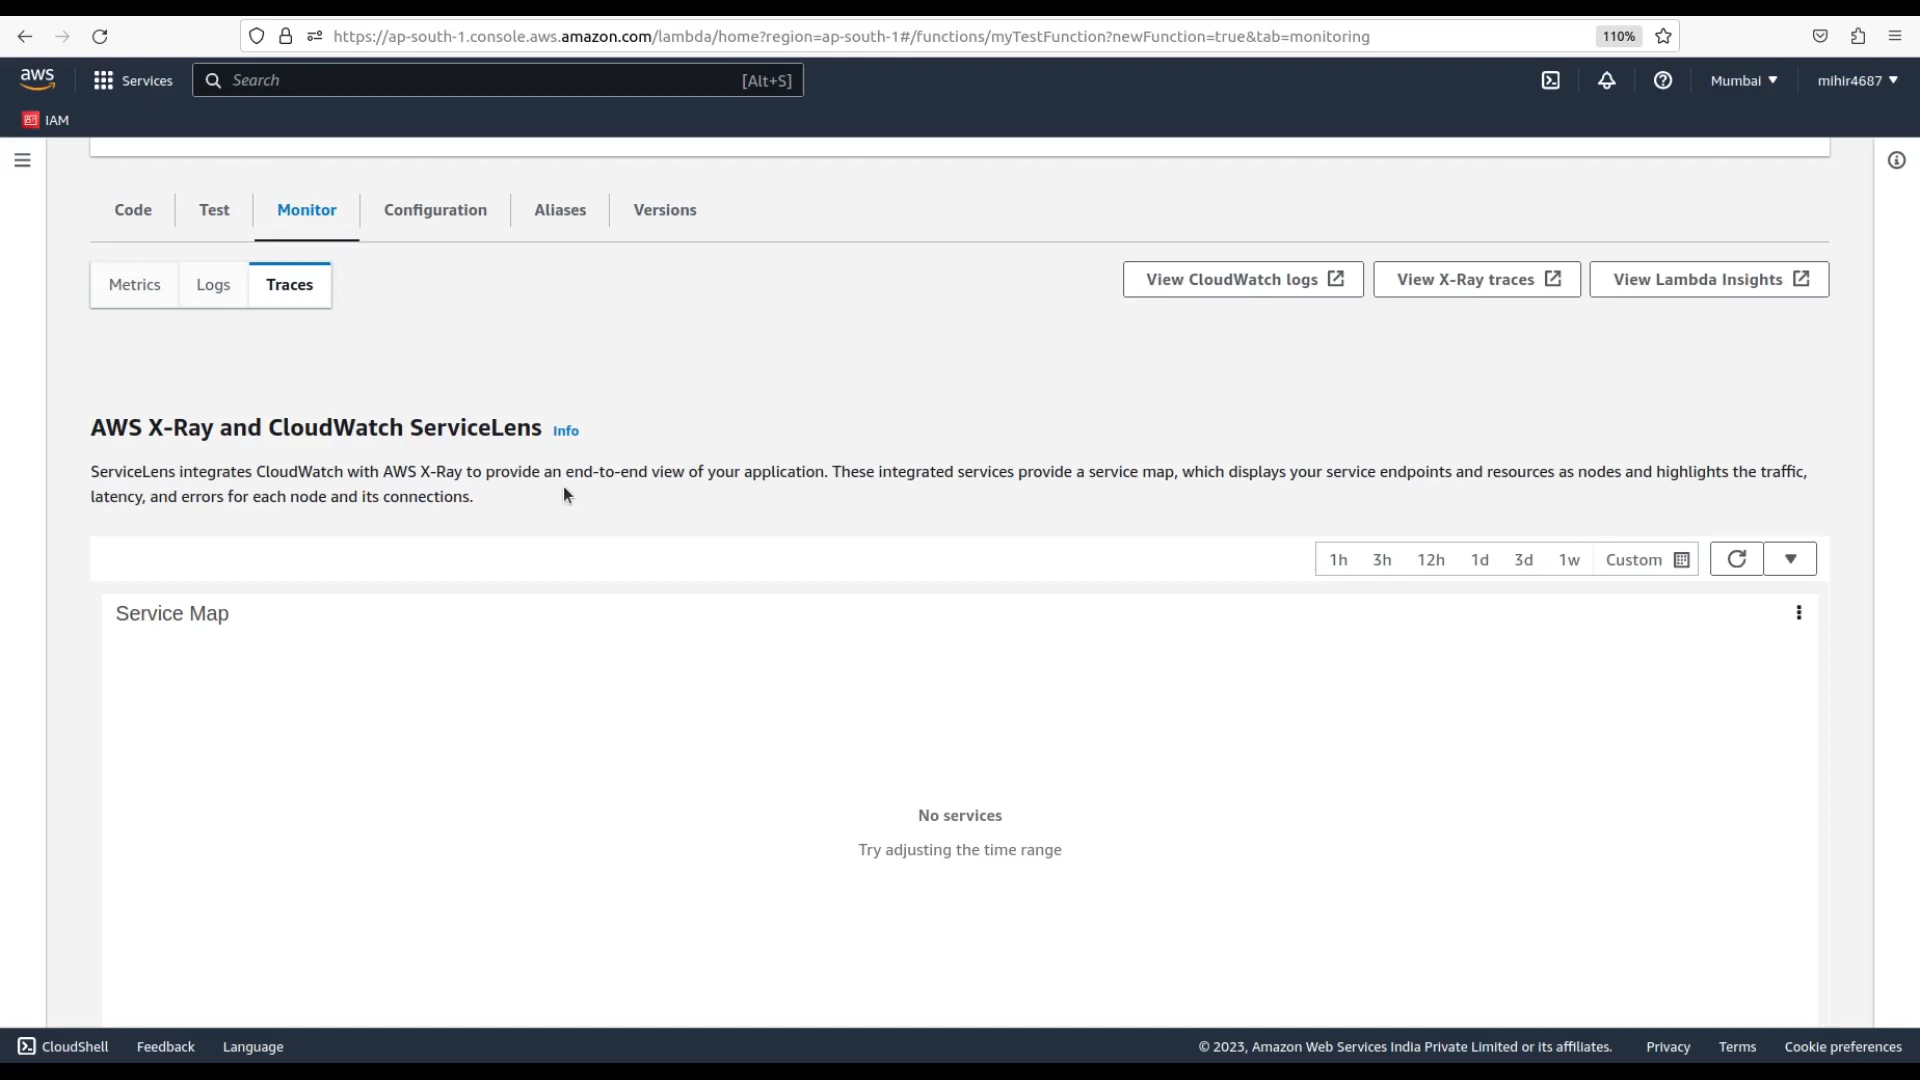 https://ap-south-1.console.aws.amazon.com/lambda/home?region=ap-south-1#/functions/myTestFunction?newFunction=true&tab=monitoring
110%
aws
Services
Search
[Alt+S]
Mumbai
mihir4687
IAM
Code
Test
Monitor
Configuration
Aliases
Versions
Metrics
Logs
Traces
View CloudWatch logs
View X-Ray traces
View Lambda Insights
AWS X-Ray and CloudWatch ServiceLens Info
ServiceLens integrates CloudWatch with AWS X-Ray to provide an end-to-end view of your application. These integrated services provide a service map, which displays your service endpoints and resources as nodes and highlights the traffic,
latency, and errors for each node and its connections.
1h
3h
12h
1d
3d
1w
Custom
Service Map
No services
Try adjusting the time range
CloudShell
Feedback
Language
© 2023, Amazon Web Services India Private Limited or its affiliates.
Privacy
Terms
Cookie preferences